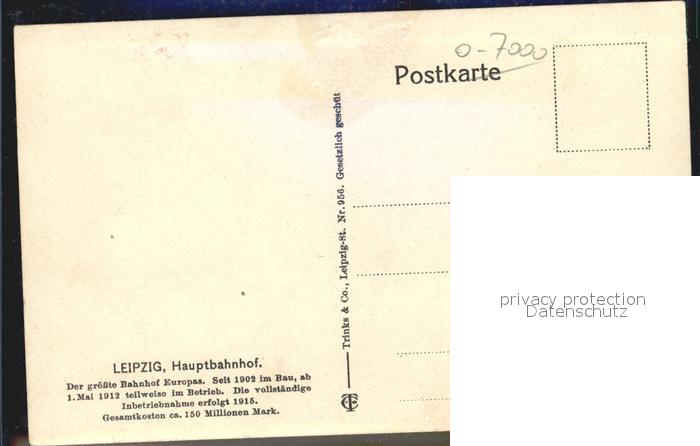 o-7000
Postkarte
Trinks & Co., Leipzig-St. Nr. 956. Gesetzlich geschüt
privacy protection
Datenschutz
LEIPZIG, Hauptbahnhof.
Der größte Bahnhof Europas. Seit 1902 im Bau, ab
1. Mai 1912 teilweise im Betrieb. Die vollständige
Inbetriebnahme erfolgt 1915.
Gesamtkosten ca. 150 Millionen Mark.